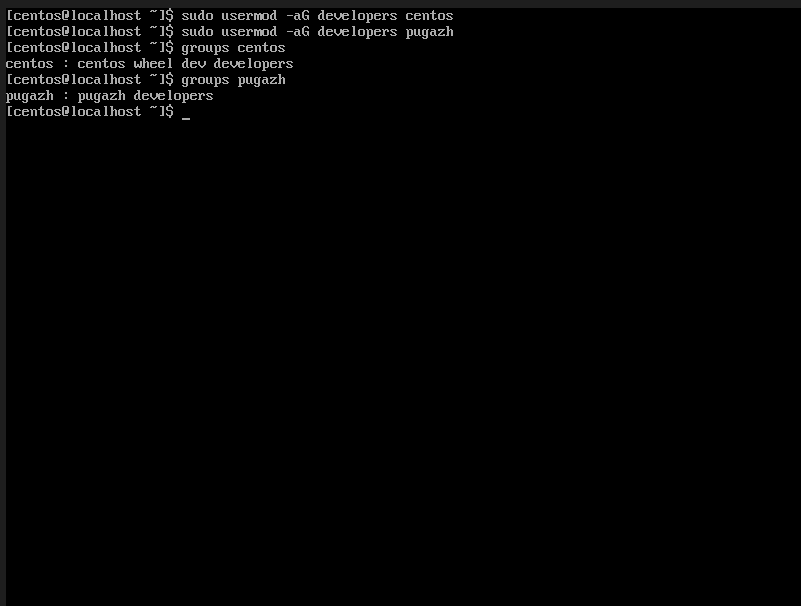 [centos@localhost ~]$ sudo usermod -aG developers centos
[centos@localhost ~]$ sudo usermod -aG developers pugazh
[centos@localhost ~]$ groups centos
centos : centos wheel dev developers
[centos@localhost ~]$ groups pugazh
pugazh : pugazh developers
[centos@localhost ~]$ _